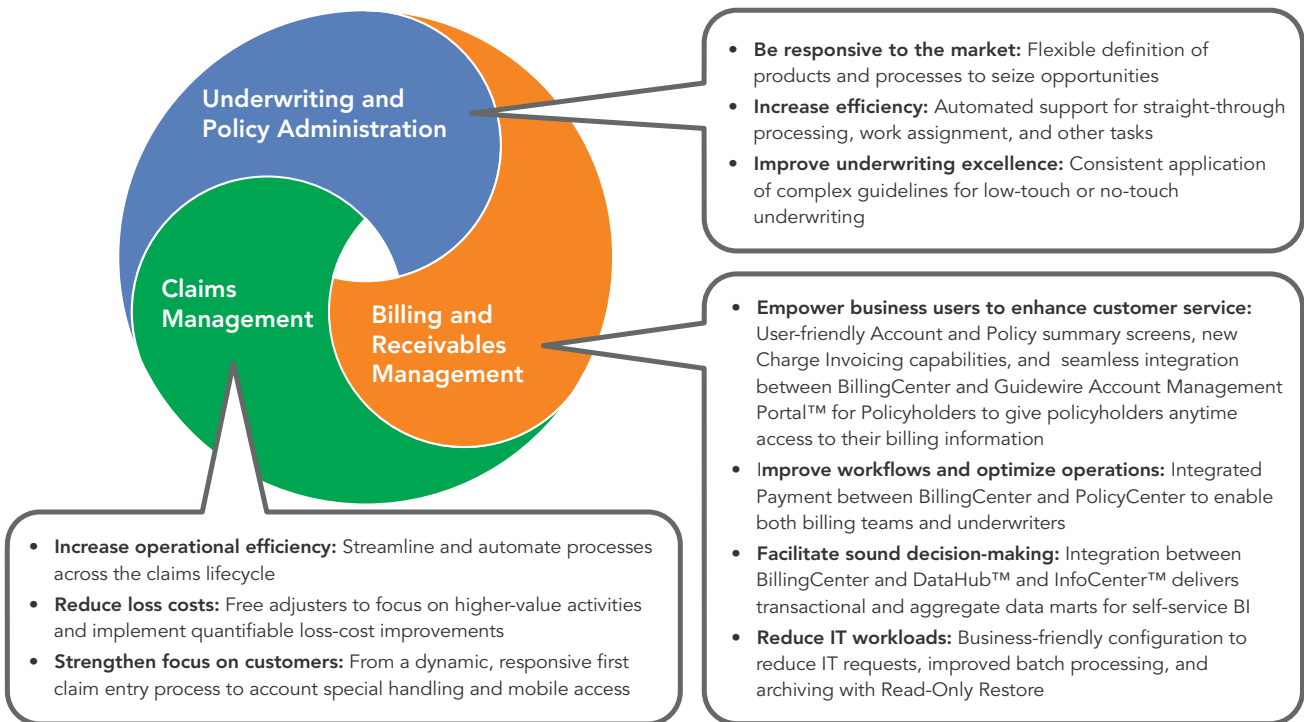 Underwriting and
Policy Administration
• Be responsive to the market: Flexible definition of
products and processes to seize opportunities
• Increase efficiency: Automated support for straight-through
processing, work assignment, and other tasks
• Improve underwriting excellence: Consistent application
of complex guidelines for low-touch or no-touch
underwriting
Claims
Management
Billing and
Receivables
Management
• Empower business users to enhance customer service:
User-friendly Account and Policy summary screens, new
Charge Invoicing capabilities, and seamless integration
between BillingCenter and Guidewire Account Management
Portal™ for Policyholders to give policyholders anytime
access to their billing information
• Improve workflows and optimize operations: Integrated
Payment between BillingCenter and PolicyCenter to enable
both billing teams and underwriters
• Facilitate sound decision-making: Integration between
BillingCenter and DataHub™ and InfoCenter™ delivers
transactional and aggregate data marts for self-service BI
• Reduce IT workloads: Business-friendly configuration to
reduce IT requests, improved batch processing, and
archiving with Read-Only Restore
• Increase operational efficiency: Streamline and automate processes
across the claims lifecycle
• Reduce loss costs: Free adjusters to focus on higher-value activities
and implement quantifiable loss-cost improvements
• Strengthen focus on customers: From a dynamic, responsive first
claim entry process to account special handling and mobile access